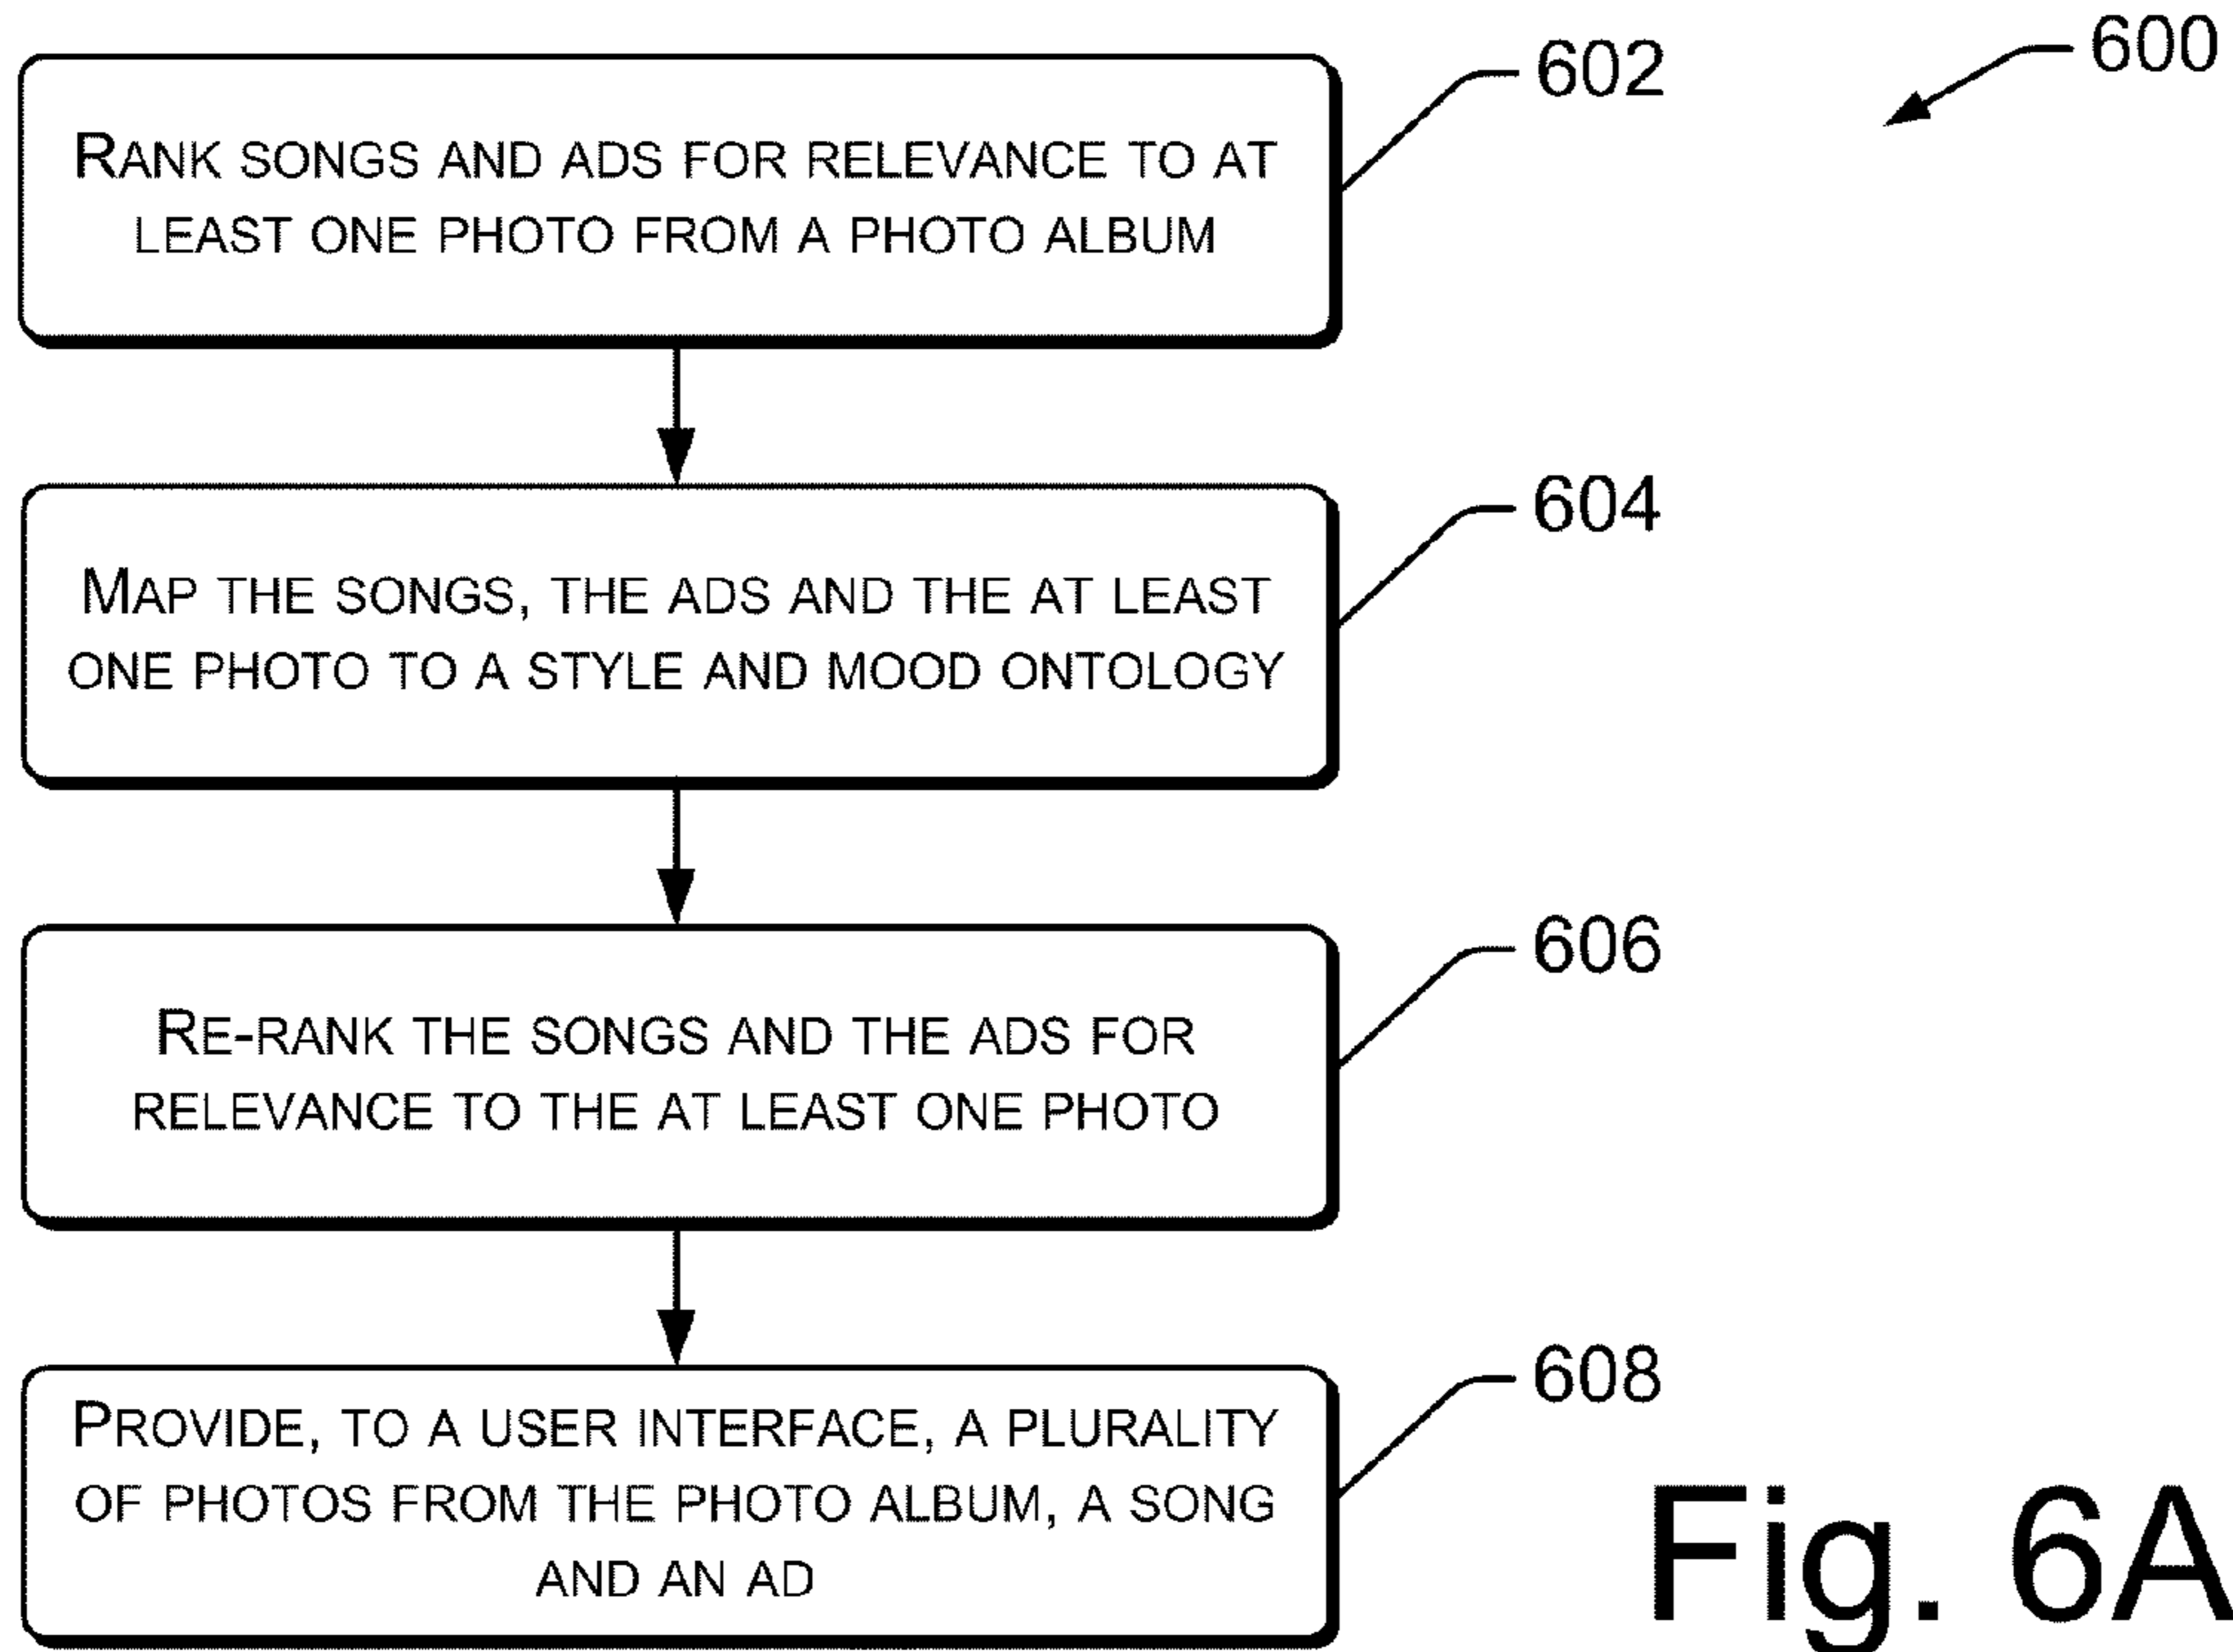 600
602
RANK SONGS AND ADS FOR RELEVANCE TO AT
LEAST ONE PHOTO FROM A PHOTO ALBUM
604
MAP THE SONGS, THE ADS AND THE AT LEAST
ONE PHOTO TO A STYLE AND MOOD ONTOLOGY
606
RE-RANK THE SONGS AND THE ADS FOR
RELEVANCE TO THE AT LEAST ONE PHOTO
608
PROVIDE, TO A USER INTERFACE, A PLURALITY
OF PHOTOS FROM THE PHOTO ALBUM, A SONG
AND AN AD
Fig. 6A